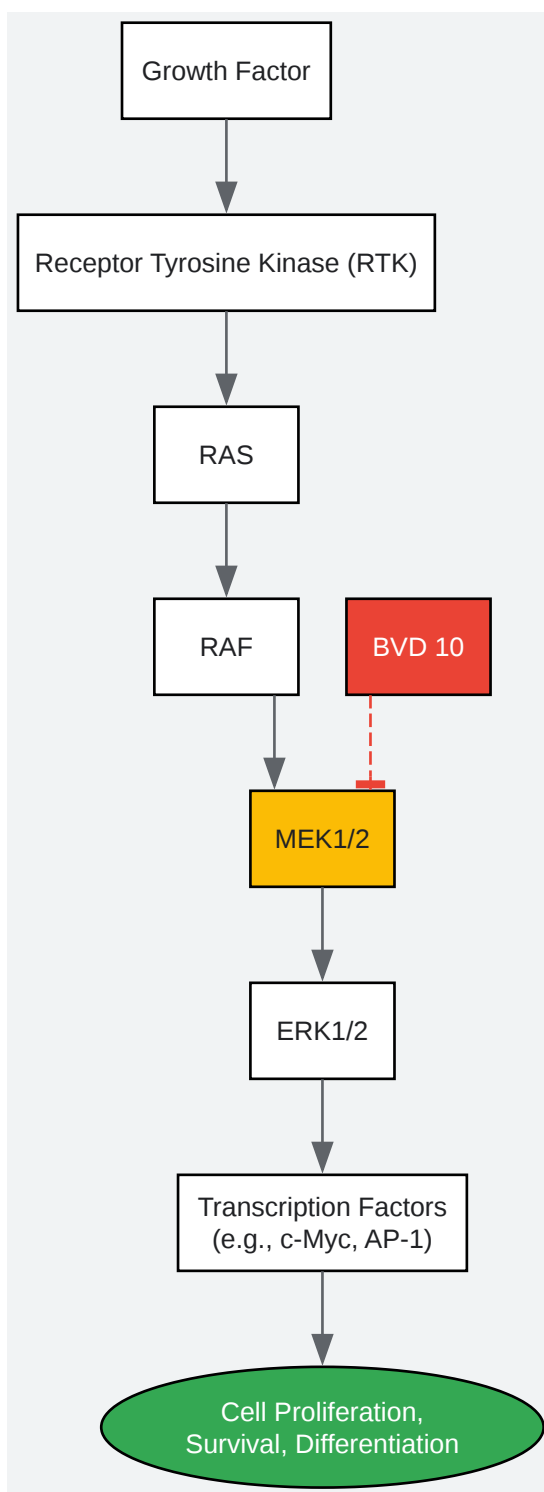 Growth Factor
Receptor Tyrosine Kinase (RTK)
RAS
RAF
BVD 10
MEK1/2
ERK1/2
Transcription Factors
(e.g., c-Myc, AP-1)
Cell Proliferation,
Survival, Differentiation